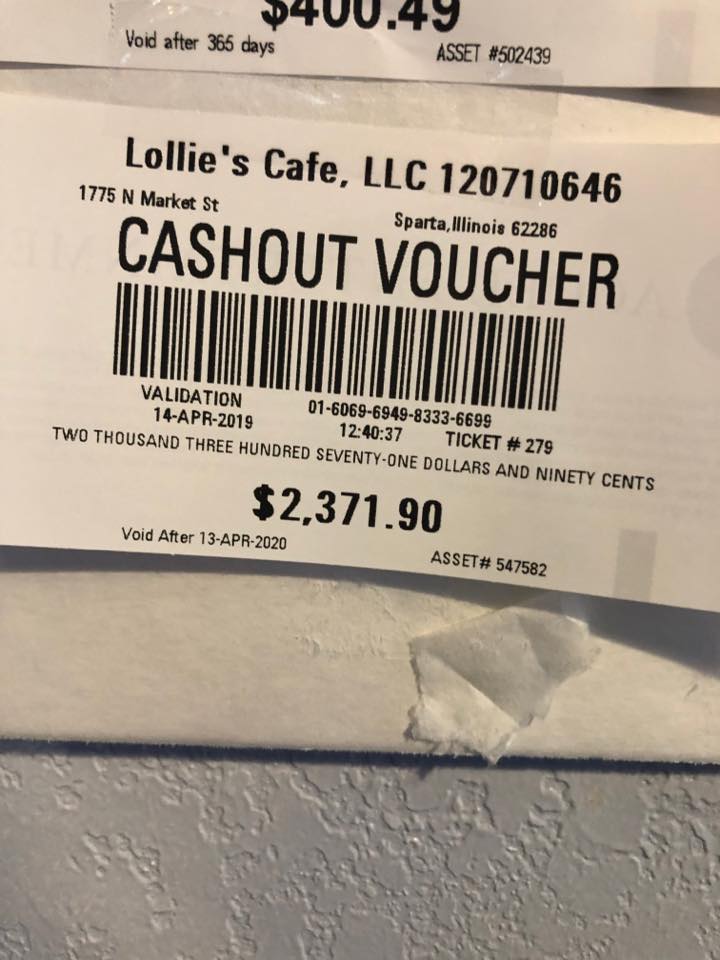 $400.49
Void after 365 days ASSET #502439
Lollie's Cafe, LLC 120710646
1775 N Market St Sparta,Illinois 62286
CASHOUT VOUCHER
VALIDATION 01-6069-6949-8333-6699
14-APR-2019 12:40:37 TICKET # 279
TWO THOUSAND THREE HUNDRED SEVENTY-ONE DOLLARS AND NINETY CENTS
$2,371.90
Void After 13-APR-2020 ASSET# 547582